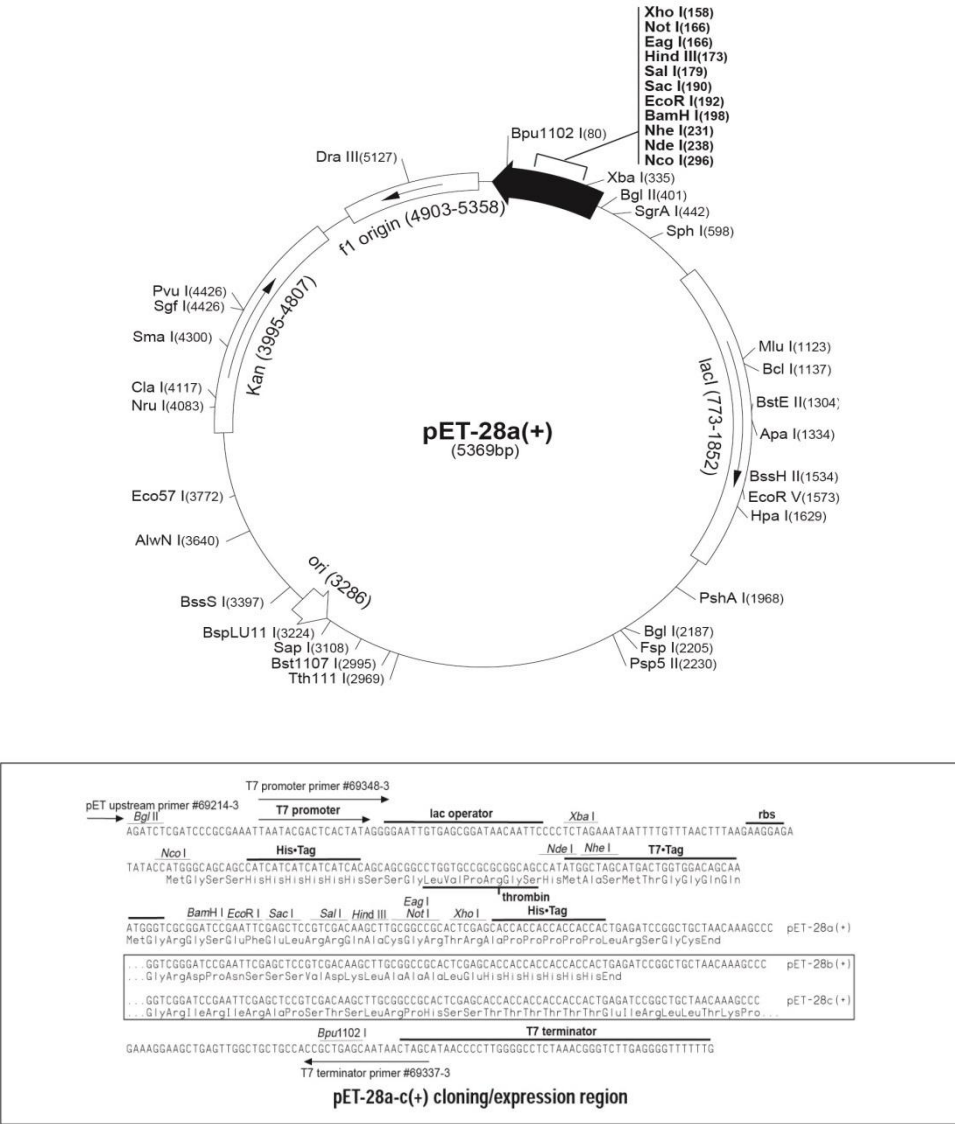 Xho I(158)
Not I(166)
Eag I(166)
Hind III(173)
Sal I(179)
Sac I(190)
EcoR I(192)
BamH I(198)
Nhe I(231)
Nde I(238)
Nco I(296)
Bpu1102 I(80)
Dra III(5127)
Xba I(335)
Bgl II(401)
SgrA I(442)
Sph I(598)
f1 origin (4903-5358)
Pvu I(4426)
Sgf I(4426)
Sma I(4300)
Kan (3995-4807)
Cla I(4117)
Nru I(4083)
Mlu I(1123)
Bcl I(1137)
BstE II(1304)
Apa I(1334)
lacI (773-1852)
pET-28a(+)
(5369bp)
BssH II(1534)
EcoR V(1573)
Hpa I(1629)
Eco57 I(3772)
AlwN I(3640)
ori (3286)
BssS I(3397)
PshA I(1968)
BspLU11 I(3224)
Sap I(3108)
Bst1107 I(2995)
Tth111 I(2969)
Bgl I(2187)
Fsp I(2205)
Psp5 II(2230)
T7 promoter primer #69348-3
pET upstream primer #69214-3
Bgl II T7 promoter lac operator Xba I rbs
AGATCTCGATCCCGCGAAATTAATACGACTCACTATAGGGGAATTGTGAGCGGATAACAATTCCCCTCTAGAAATAATTTTGTTTAACTTTAAGAAGGAGA
Nco I His•Tag Nde I Nhe I T7•Tag
TATACCATGGGCAGCAGCCATCATCATCATCATCACAGCAGCGGCCTGGTGCCGCGCGGCAGCCATATGGCTAGCATGACTGGTGGACAGCAA
MetGlySerSerHisHisHisHisHisHisSerSerGlyLeuValProArgGlySerHisMetAlaSerMetThrGlyGlyGlnGln
thrombin
BamH I EcoR I Sac I Sal I Hind III Eag I Not I Xho I His•Tag
ATGGGTCGCGGATCCGAATTCGAGCTCCGTCGACAAGCTTGCGGCCGCACTCGAGCACCACCACCACCACCACTGAGATCCGGCTGCTAACAAAGCCC pET-28a(+)
MetGlyArgGlySerGluPheGluLeuArgArgGlnAlaCysGlyArgThrArgAlaProProProProProLeuArgSerGlyCysEnd
...GGTCGGGATCCGAATTCGAGCTCCGTCGACAAGCTTGCGGCCGCACTCGAGCACCACCACCACCACCACTGAGATCCGGCTGCTAACAAAGCCC pET-28b(+)
...GlyArgAspProAsnSerSerSerValAspLysLeuAlaAlaAlaLeuGluHisHisHisHisHisHisEnd
...GGTCGGATCCGAATTCGAGCTCCGTCGACAAGCTTGCGGCCGCACTCGAGCACCACCACCACCACCACTGAGATCCGGCTGCTAACAAAGCCC pET-28c(+)
...GlyArgIleArgIleArgAlaProSerThrSerLeuArgProHisSerSerThrThrThrThrThrThrGluIleArgLeuLeuThrLysPro...
Bpu1102 I T7 terminator
GAAAGGAAGCTGAGTTGGCTGCTGCCACCGCTGAGCAATAACTAGCATAACCCCTTGGGGCCTCTAAACGGGTCTTGAGGGGTTTTTTG
T7 terminator primer #69337-3
pET-28a-c(+) cloning/expression region